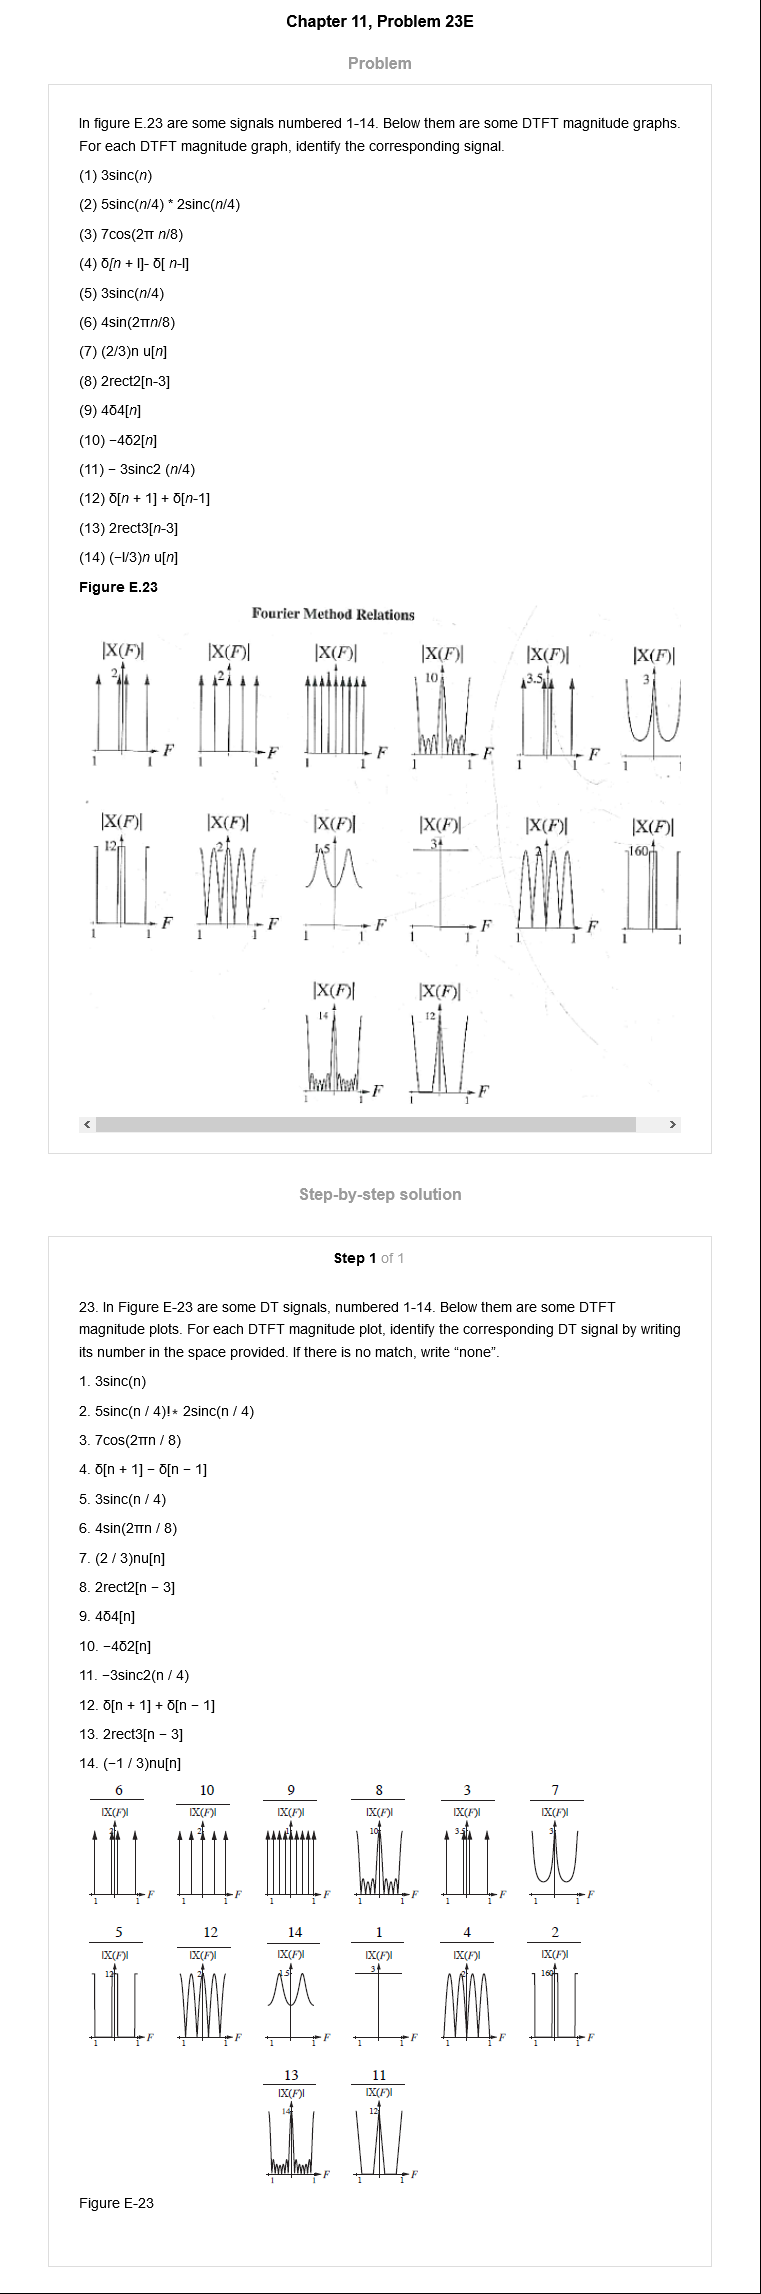 Chapter 11, Problem 23E
Problem
In figure E.23 are some signals numbered 1-14. Below them are some DTFT magnitude graphs.
For each DTFT magnitude graph, identify the corresponding signal.
(1) 3sinc(n)
(2) 5sinc(n/4) * 2sinc(n/4)
(3) 7cos(2π n/8)
(4) δ[n + l]- δ[ n-l]
(5) 3sinc(n/4)
(6) 4sin(2πn/8)
(7) (2/3)n u[n]
(8) 2rect2[n-3]
(9) 4δ4[n]
(10) −4δ2[n]
(11) − 3sinc2 (n/4)
(12) δ[n + 1] + δ[n-1]
(13) 2rect3[n-3]
(14) (−l/3)n u[n]
Figure E.23
Fourier Method Relations
|X(F)| |X(F)| |X(F)| |X(F)| |X(F)| |X(F)|
2 2 10 3.5 3
F F F F F
1 1 1 1 1 1 1 1 1 1 1 1
|X(F)| |X(F)| |X(F)| |X(F)| |X(F)| |X(F)|
12 2 1.5 3 2 160
F F F F F
1 1 1 1 1 1 1 1 1 1 1 1
|X(F)| |X(F)|
14 12
F F
1 1 1 1
Step-by-step solution
Step 1 of 1
23. In Figure E-23 are some DT signals, numbered 1-14. Below them are some DTFT
magnitude plots. For each DTFT magnitude plot, identify the corresponding DT signal by writing
its number in the space provided. If there is no match, write “none”.
1. 3sinc(n)
2. 5sinc(n / 4)!∗ 2sinc(n / 4)
3. 7cos(2πn / 8)
4. δ[n + 1] − δ[n − 1]
5. 3sinc(n / 4)
6. 4sin(2πn / 8)
7. (2 / 3)nu[n]
8. 2rect2[n − 3]
9. 4δ4[n]
10. −4δ2[n]
11. −3sinc2(n / 4)
12. δ[n + 1] + δ[n − 1]
13. 2rect3[n − 3]
14. (−1 / 3)nu[n]
6 10 9 8 3 7
|X(F)| |X(F)| |X(F)| |X(F)| |X(F)| |X(F)|
2 2 1 10 3.5 3
F F F F F F
1 1 1 1 1 1 1 1 1 1 1 1
5 12 14 1 4 2
|X(F)| |X(F)| |X(F)| |X(F)| |X(F)| |X(F)|
12 2 1.5 3 2 160
F F F F F F
1 1 1 1 1 1 1 1 1 1 1 1
13 11
|X(F)| |X(F)|
14 12
F F
1 1 1 1
Figure E-23